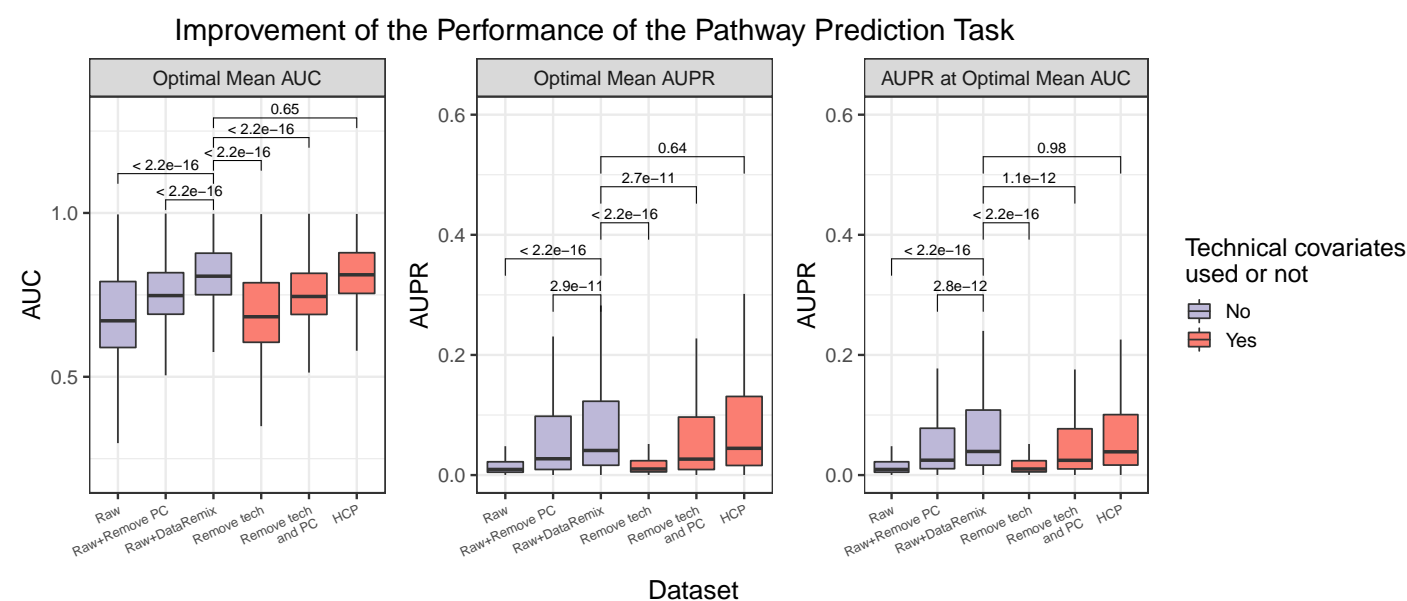 Improvement of the Performance of the Pathway Prediction Task
Optimal Mean AUC
Optimal Mean AUPR
AUPR at Optimal Mean AUC
AUC
1.0
0.5
0.65
< 2.2e−16
< 2.2e−16
< 2.2e−16
< 2.2e−16
Raw
Raw+Remove PC
Raw+DataRemix
Remove tech
Remove tech
and PC
HCP
AUPR
0.6
0.4
0.2
0.0
0.64
2.7e−11
< 2.2e−16
< 2.2e−16
2.9e−11
Raw
Raw+Remove PC
Raw+DataRemix
Remove tech
Remove tech
and PC
HCP
AUPR
0.6
0.4
0.2
0.0
0.98
1.1e−12
< 2.2e−16
< 2.2e−16
2.8e−12
Raw
Raw+Remove PC
Raw+DataRemix
Remove tech
Remove tech
and PC
HCP
Dataset
Technical covariates
used or not
No
Yes